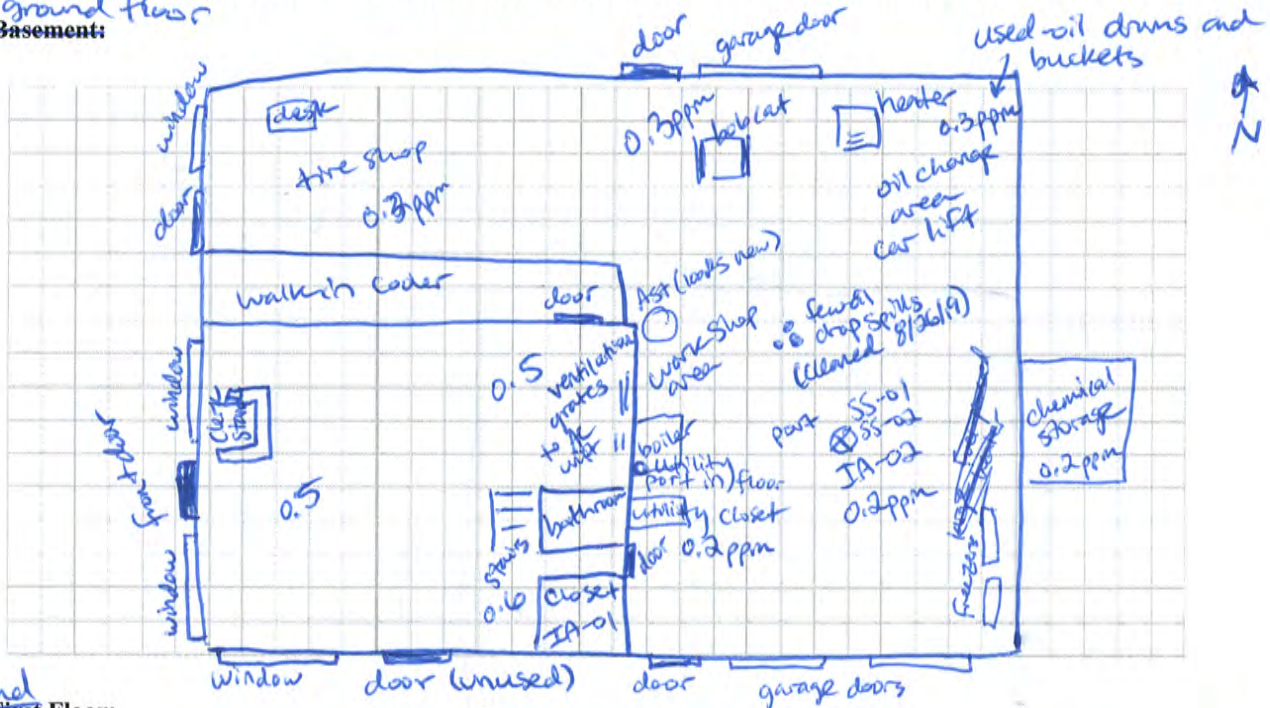 ground floor
Basement:
door
garage door
used-oil drums and
buckets
N
window
desk
tire shop
0.3ppm
door
0.3ppm
bobcat
heater
0.3ppm
oil change
area
car lift
walk-in cooler
door
AST (looks new)
work shop
area
few oil
drop spills
(cleaned 8/26/19)
window
clerk
stand
front door
0.5
0.5
ventilation
grates
to AC
unit
boiler
utility
port in floor
utility closet
door
0.2ppm
port
SS-01
SS-02
IA-02
0.2ppm
chemical
storage
0.2ppm
freezers
window
stairs
bathroom
0.6
closet
IA-01
window
door (unused)
door
garage doors
First Floor: